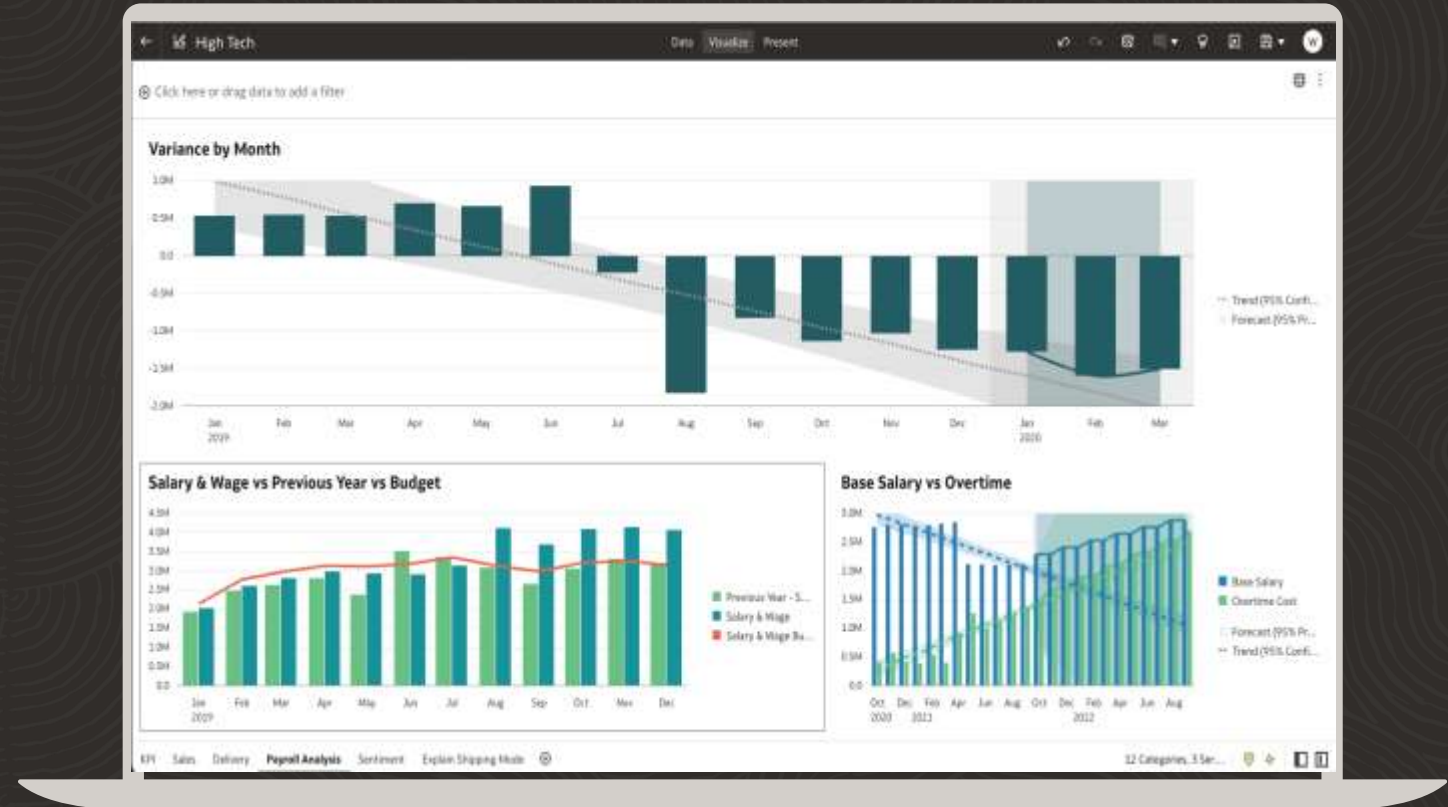 High Tech
Data Visualize Present
W
Click here or drag data to add a filter
Variance by Month
1.0M
0.5M
0.0
-0.5M
-1.0M
-1.5M
-2.0M
Jan Feb Mar Apr May Jun Jul Aug Sep Oct Nov Dec Jan Feb Mar
2019 2020
Trend (95% Confi...
Forecast (95% Pr...
Salary & Wage vs Previous Year vs Budget
4.5M
4.0M
3.5M
3.0M
2.5M
2.0M
1.5M
1.0M
0.5M
0.0
Jan Feb Mar Apr May Jun Jul Aug Sep Oct Nov Dec
2019
Previous Year - S...
Salary & Wage
Salary & Wage Bu...
Base Salary vs Overtime
3.0M
2.5M
2.0M
1.5M
1.0M
0.5M
0.0
Oct Dec Feb Apr Jun Aug Oct Dec Feb Apr Jun Aug
2020 2021 2022
Base Salary
Overtime Cost
Forecast (95% Pr...
Trend (95% Confi...
KPI Sales Delivery Payroll Analysis Sentiment Explain Shipping Mode
12 Categories, 3 Ser...